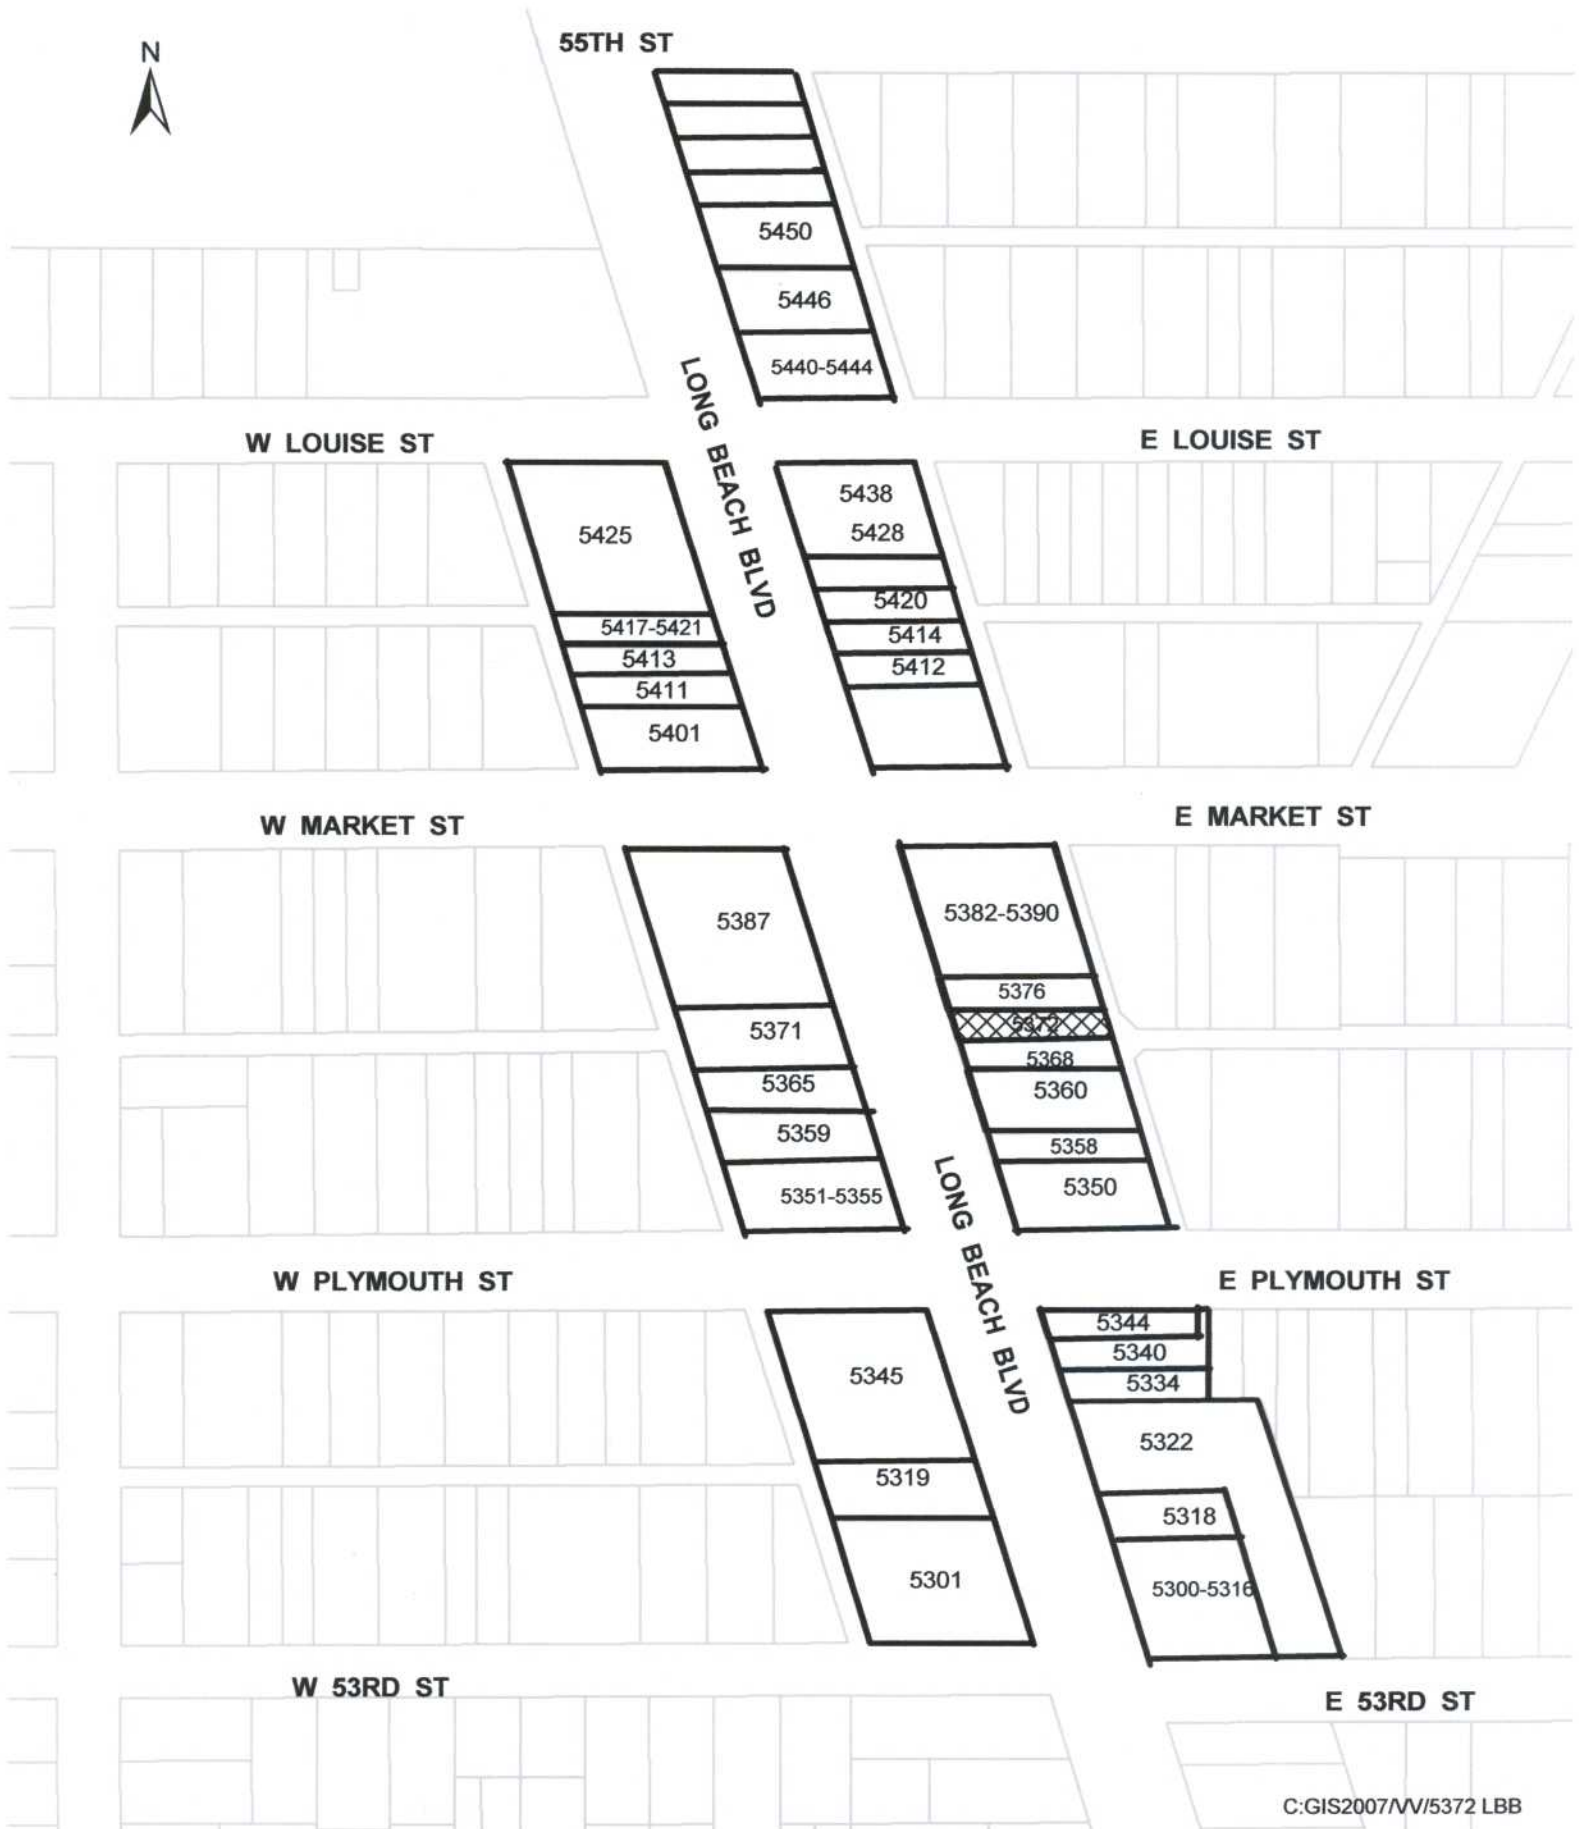 N
55TH ST
5450
5446
5440-5444
LONG BEACH BLVD
W LOUISE ST
E LOUISE ST
5438
5428
5425
5420
5417-5421
5414
5413
5412
5411
5401
W MARKET ST
E MARKET ST
5387
5382-5390
5376
5372
5371
5368
5365
5360
5359
5358
5351-5355
5350
LONG BEACH BLVD
W PLYMOUTH ST
E PLYMOUTH ST
5344
5340
5345
5334
5322
5319
5318
5301
5300-5316
W 53RD ST
E 53RD ST
C:GIS2007/VV/5372 LBB